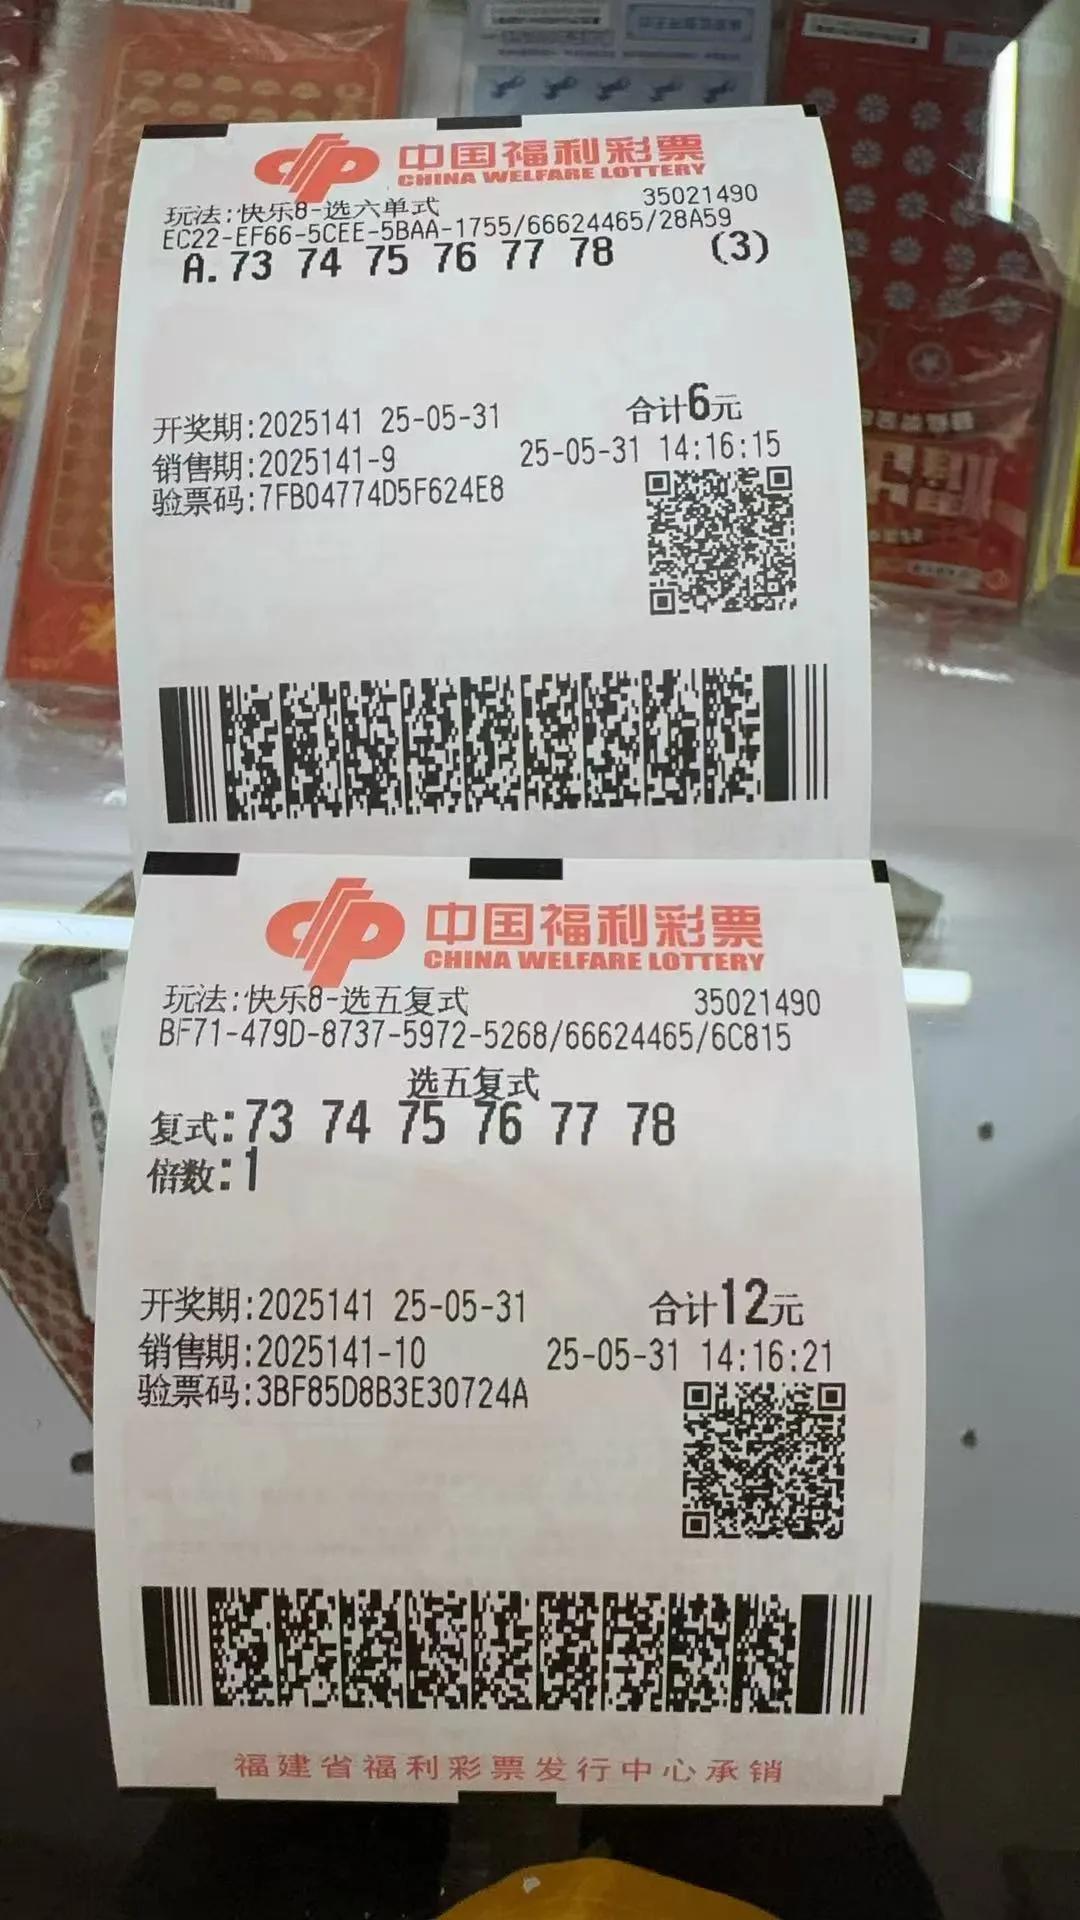 中国福利彩票
CHINA WELFARE LOTTERY
玩法:快乐8-选六单式 35021490
EC22-EF66-5CEE-5BAA-1755/66624465/28A59
A.73 74 75 76 77 78 (3)
开奖期:2025141 25-05-31 合计6元
销售期:2025141-9 25-05-31 14:16:15
验票码:7FB04774D5F624E8
中国福利彩票
CHINA WELFARE LOTTERY
玩法:快乐8-选五复式 35021490
BF71-479D-8737-5972-5268/66624465/6C815
选五复式
复式:73 74 75 76 77 78
倍数:1
开奖期:2025141 25-05-31 合计12元
销售期:2025141-10 25-05-31 14:16:21
验票码:3BF85D8B3E30724A
福建省福利彩票发行中心承销